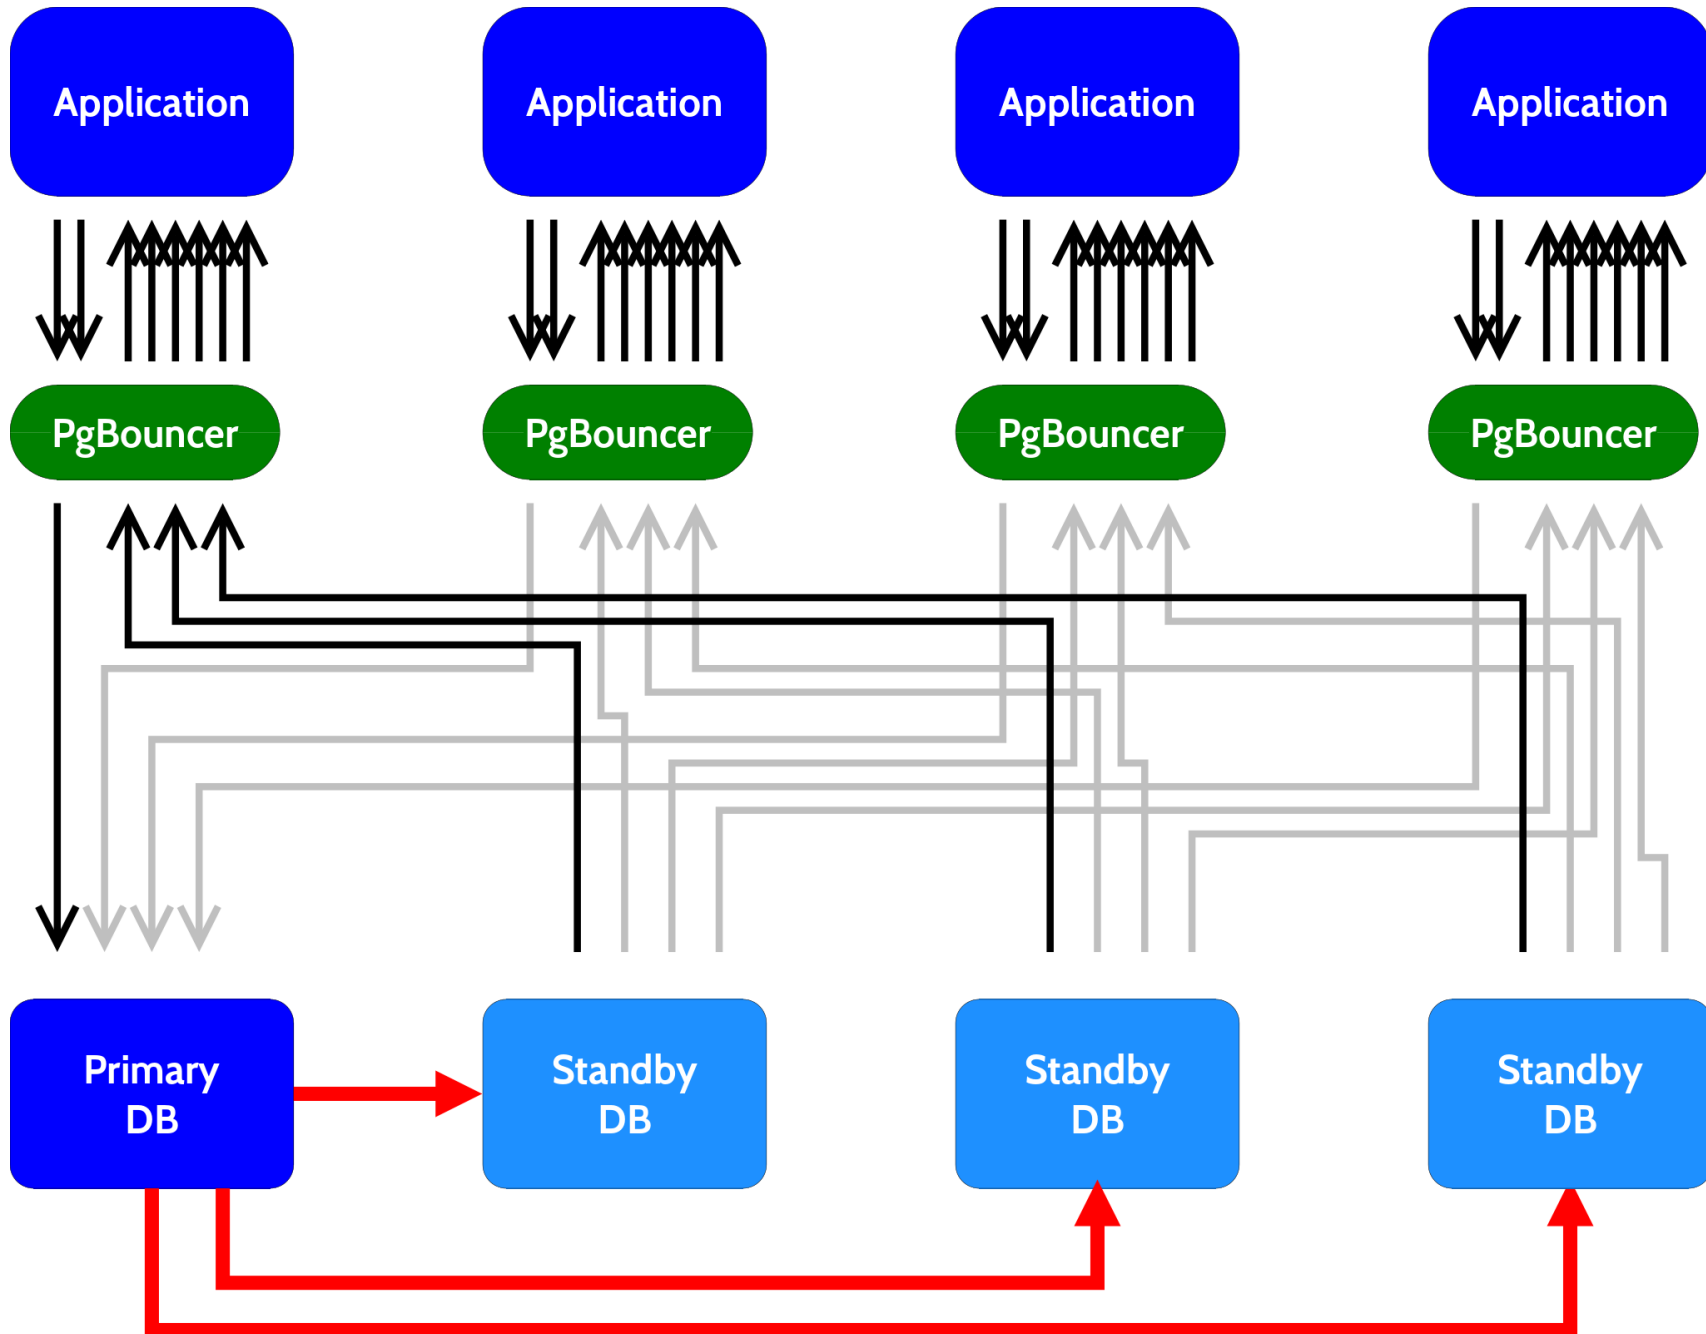 Application
Application
Application
Application
PgBouncer
PgBouncer
PgBouncer
PgBouncer
Primary
DB
Standby
DB
Standby
DB
Standby
DB